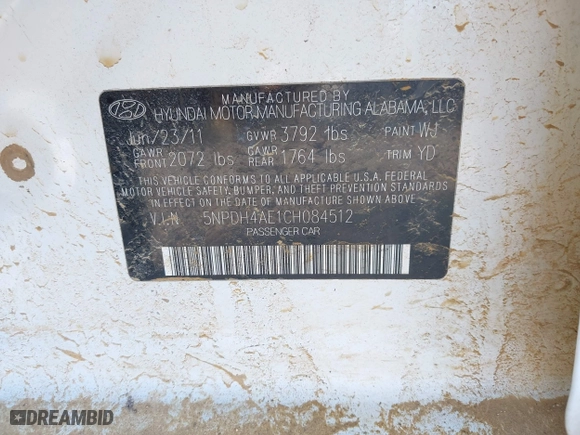 MANUFACTURED BY
HYUNDAI MOTOR MANUFACTURING ALABAMA, LLC
Jun/23/11 GVWR 3792 lbs PAINT WJ
GAWR FRONT 2072 lbs GAWR REAR 1764 lbs TRIM YD
THIS VEHICLE CONFORMS TO ALL APPLICABLE U.S.A. FEDERAL
MOTOR VEHICLE SAFETY, BUMPER, AND THEFT PREVENTION STANDARDS
IN EFFECT ON THE DATE OF MANUFACTURE SHOWN ABOVE.
V.I.N. 5NPDH4AE1CH084512
PASSENGER CAR
DREAMBID